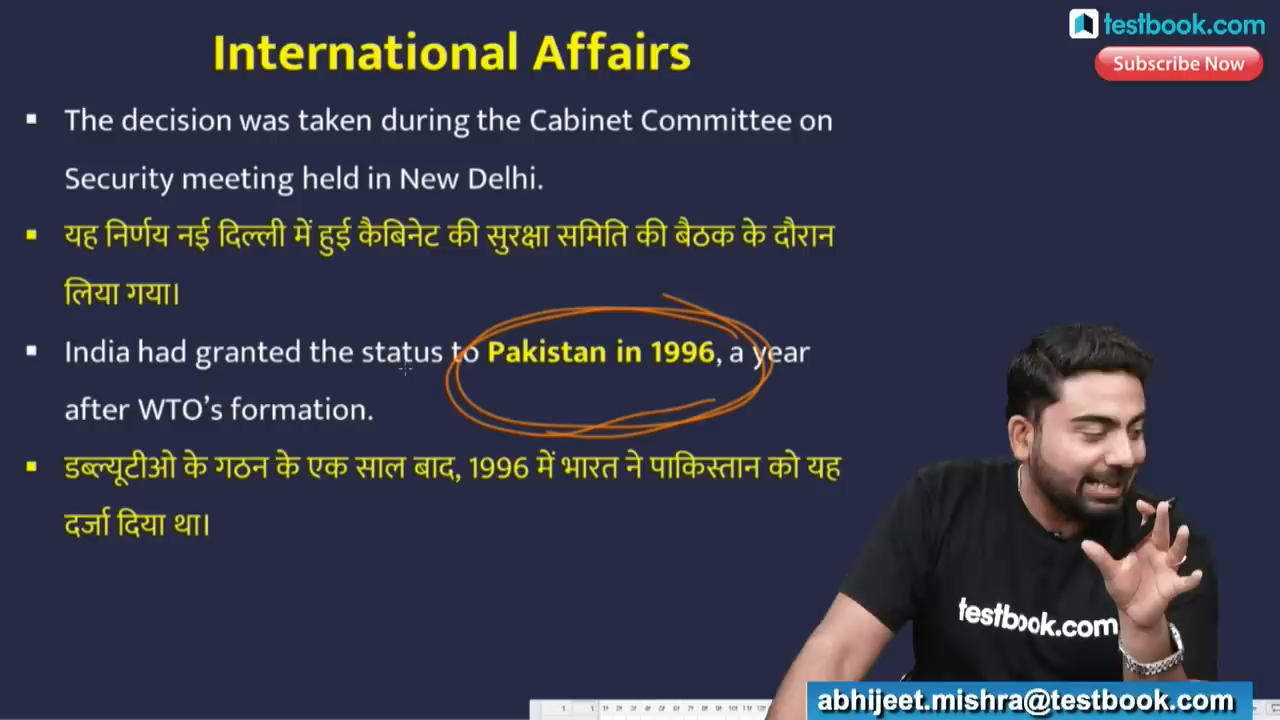 testbook.com
Subscribe Now
International Affairs
The decision was taken during the Cabinet Committee on
Security meeting held in New Delhi.
यह निर्णय नई दिल्ली में हुई कैबिनेट की सुरक्षा समिति की बैठक के दौरान
लिया गया।
India had granted the status to Pakistan in 1996, a year
after WTO's formation.
डब्ल्यूटीओ के गठन के एक साल बाद, 1996 में भारत ने पाकिस्तान को यह
दर्जा दिया था।
testbook.com
abhijeet.mishra@testbook.com